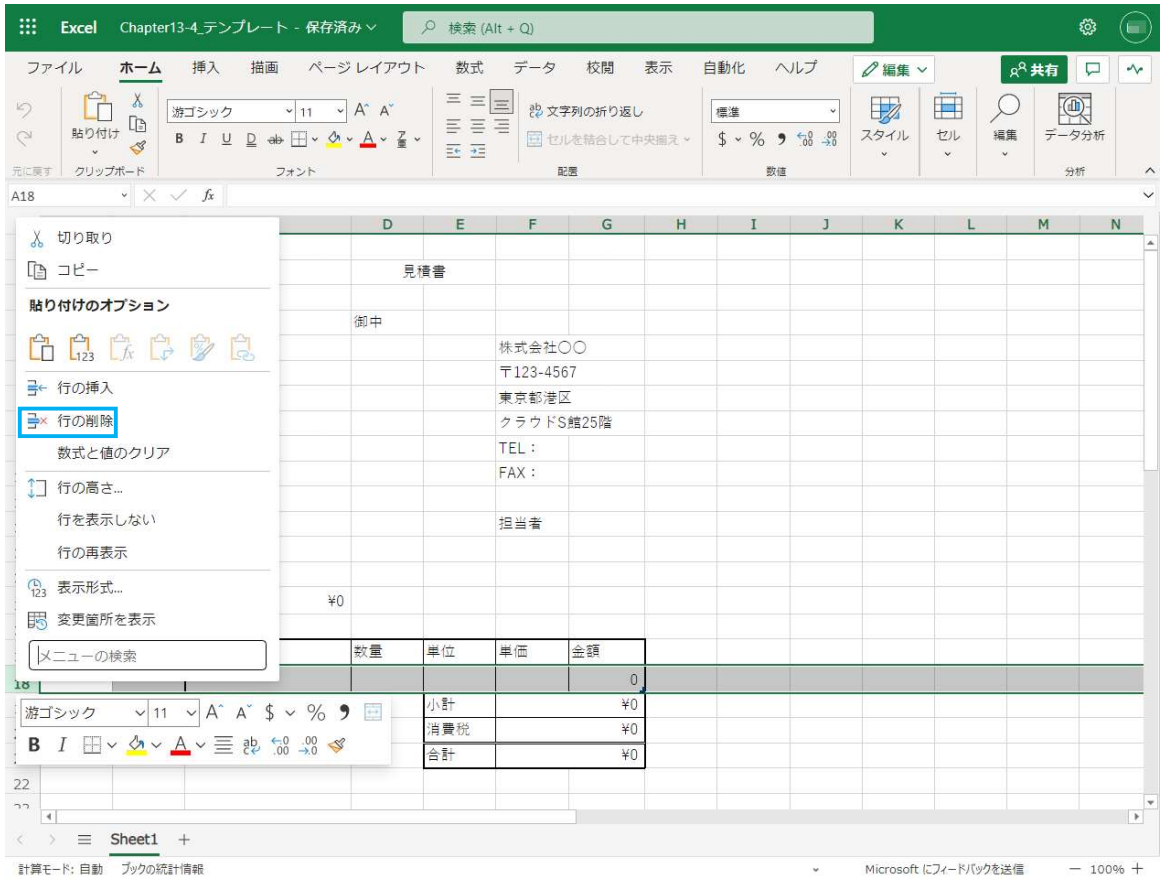 Excel Chapter13-4_テンプレート - 保存済み 検索 (Alt + Q)
ファイル ホーム 挿入 描画 ページ レイアウト 数式 データ 校閲 表示 自動化 ヘルプ 編集 共有
貼り付け 游ゴシック 11 A^ Aˇ ab 文字列の折り返し 標準 スタイル セル 編集 データ分析
B I U D ab A セルを結合して中央揃え $ % 9
元に戻す クリップボード フォント 配置 数値 分析
A18 fx
D E F G H I J K L M N
切り取り
コピー
貼り付けのオプション
123 fx
行の挿入
行の削除
数式と値のクリア
行の高さ...
行を表示しない
行の再表示
123 表示形式...
変更箇所を表示
メニューの検索
見積書
御中
株式会社〇〇
〒123-4567
東京都港区
クラウドS館25階
TEL：
FAX：
担当者
¥0
数量 単位 単価 金額
18 0
小計 ¥0
消費税 ¥0
合計 ¥0
游ゴシック 11 A^ Aˇ $ % 9
B I A ab .00 .00
22
Sheet1 +
計算モード: 自動 ブックの統計情報 Microsoft にフィードバックを送信 − 100% +